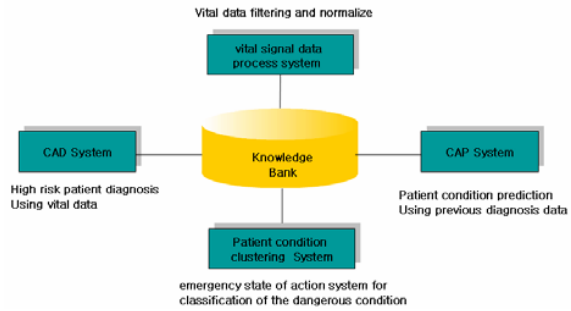 Vital data filtering and normalize
vital signal data
process system
CAD System
Knowledge
Bank
CAP System
High risk patient diagnosis
Using vital data
Patient condition prediction
Using previous diagnosis data
Patient condition
clustering System
emergency state of action system for
classification of the dangerous condition